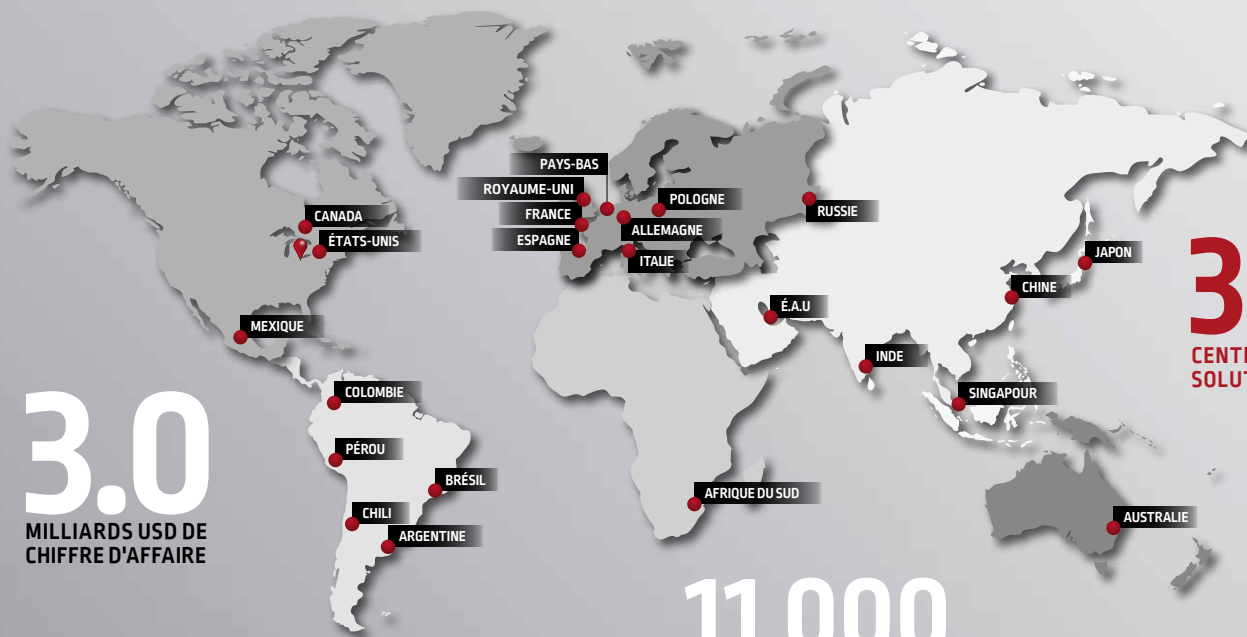 PAYS-BAS
ROYAUME-UNI
POLOGNE
FRANCE
CANADA
RUSSIE
ALLEMAGNE
ESPAGNE
ÉTATS-UNIS
ITALIE
JAPON
3
CHINE
É.A.U
MEXIQUE
INDE
COLOMBIE
SINGAPOUR
3.0
MILLIARDS USD DE
CHIFFRE D'AFFAIRE
PÉROU
BRÉSIL
AFRIQUE DU SUD
CHILI
AUSTRALIE
ARGENTINE
11 000